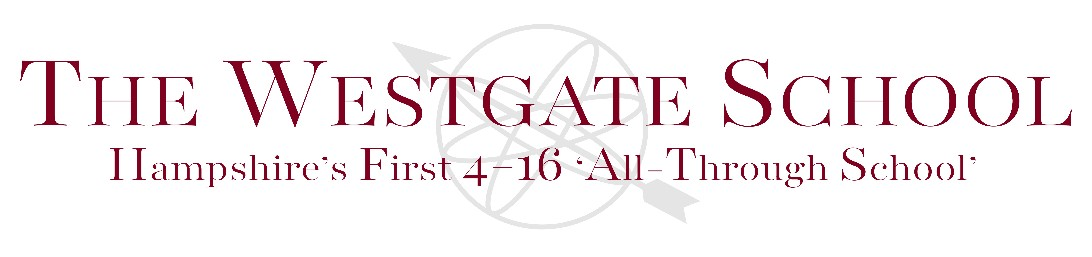 THE WESTGATE SCHOOL
Hampshire’s First 4–16 ‘All-Through School’